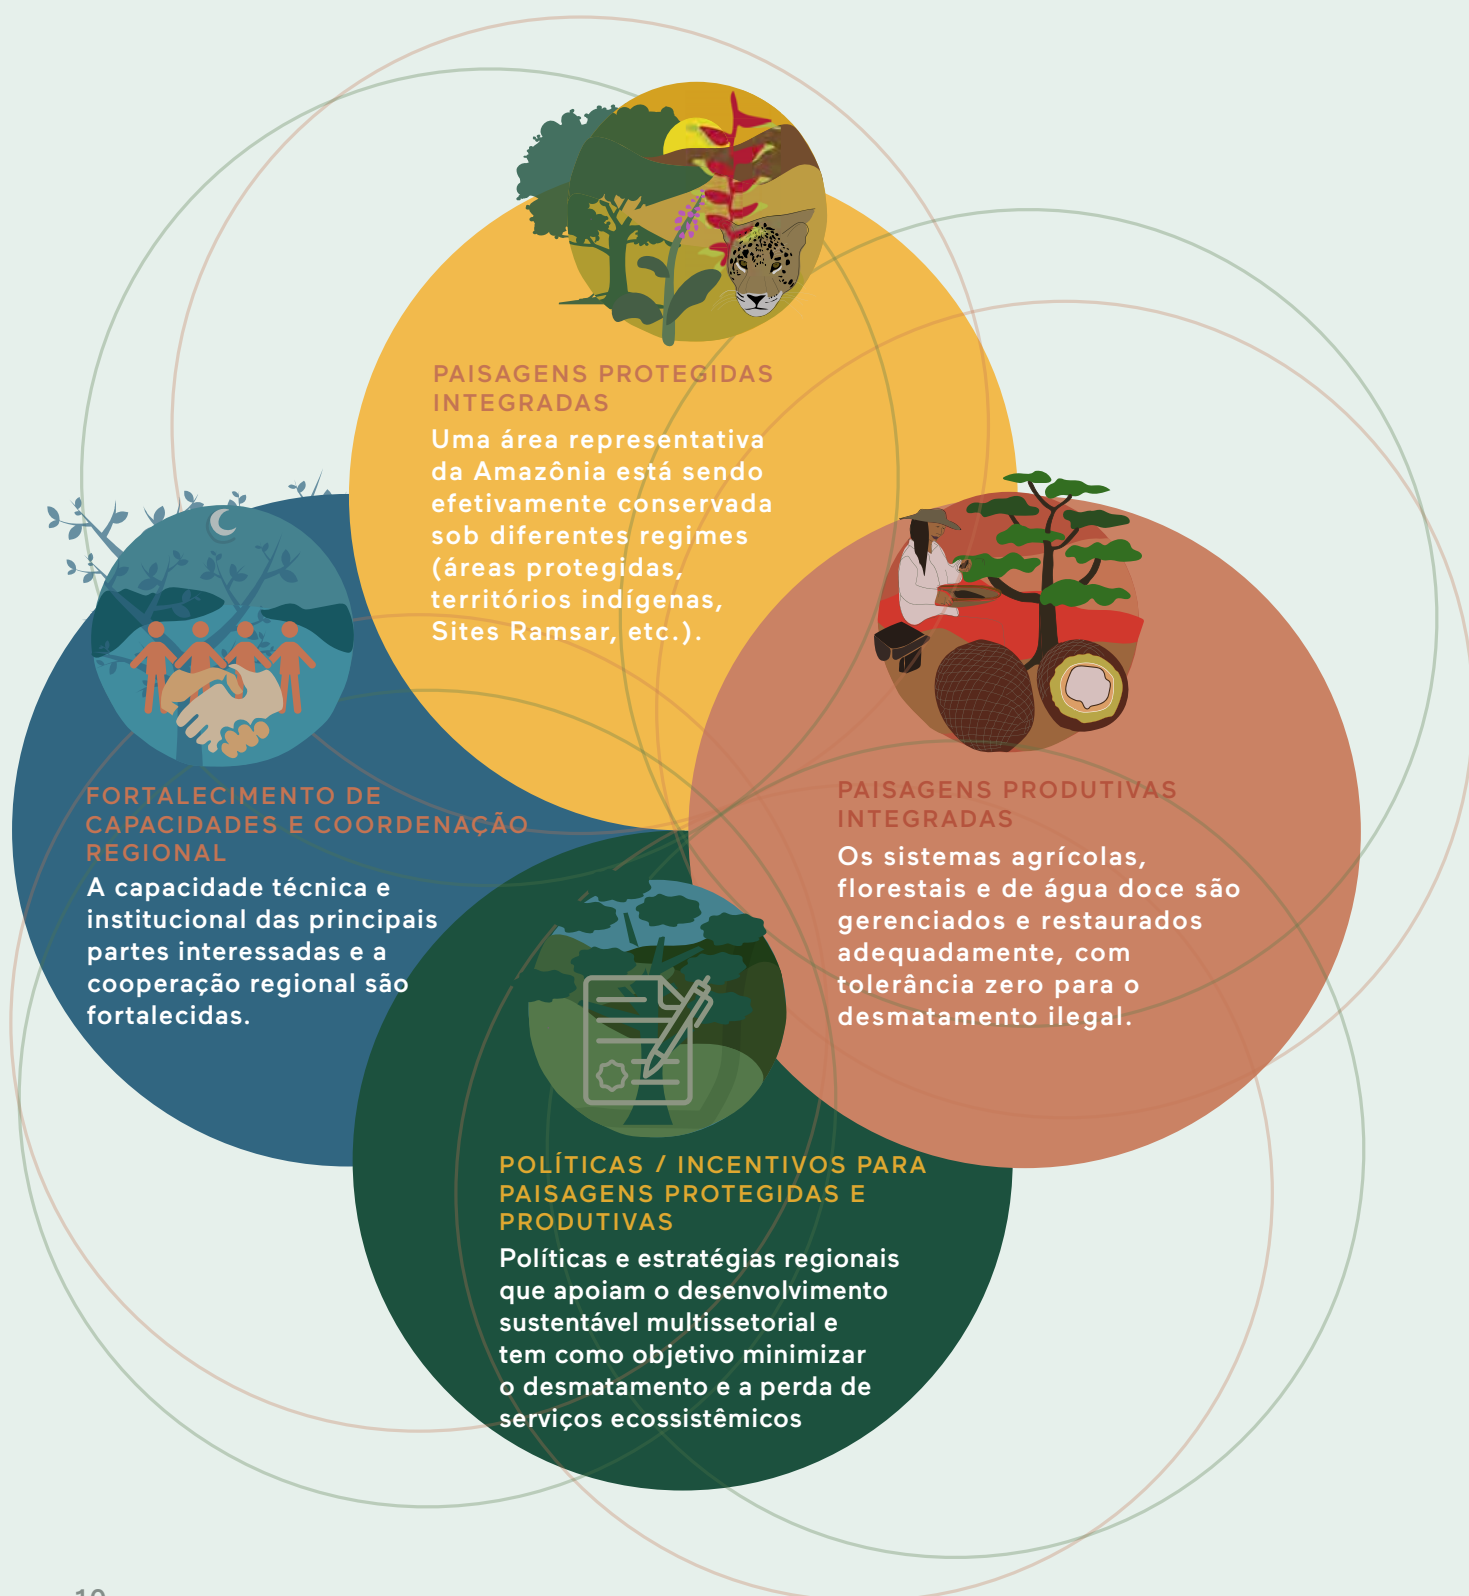 PAISAGENS PROTEGIDAS
INTEGRADAS
Uma área representativa
da Amazônia está sendo
efetivamente conservada
sob diferentes regimes
(áreas protegidas,
territórios indígenas,
Sites Ramsar, etc.).
FORTALECIMENTO DE
CAPACIDADES E COORDENAÇÃO
REGIONAL
A capacidade técnica e
institucional das principais
partes interessadas e a
cooperação regional são
fortalecidas.
PAISAGENS PRODUTIVAS
INTEGRADAS
Os sistemas agrícolas,
florestais e de água doce são
gerenciados e restaurados
adequadamente, com
tolerância zero para o
desmatamento ilegal.
POLÍTICAS / INCENTIVOS PARA
PAISAGENS PROTEGIDAS E
PRODUTIVAS
Políticas e estratégias regionais
que apoiam o desenvolvimento
sustentável multissetorial e
tem como objetivo minimizar
o desmatamento e a perda de
serviços ecossistêmicos